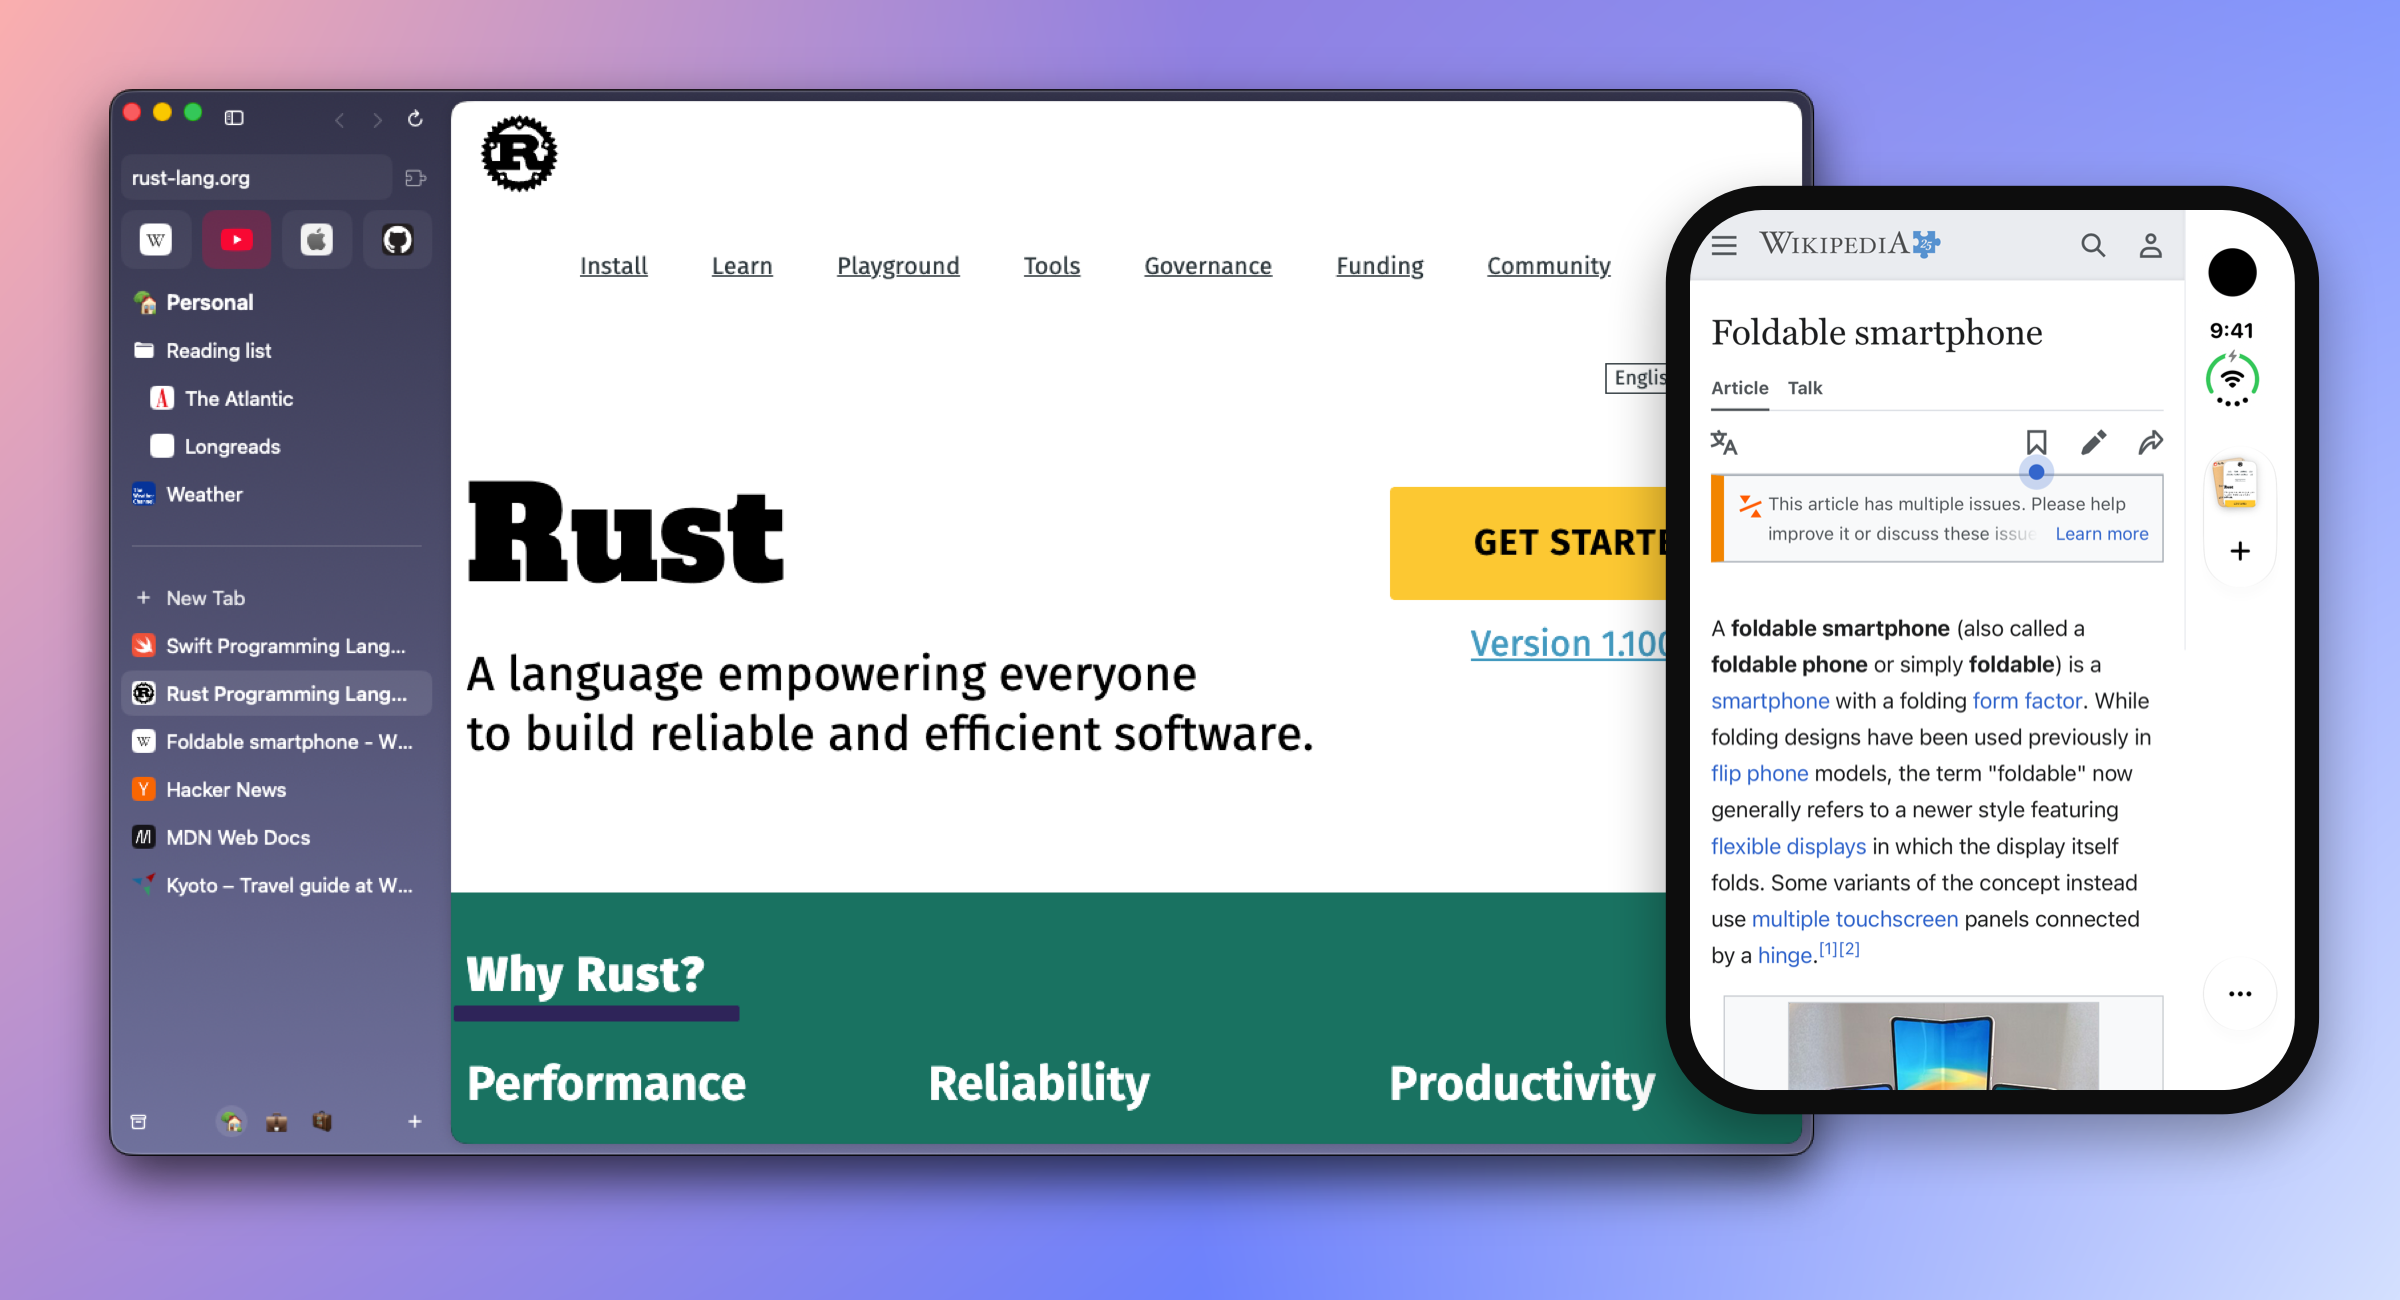 rust-lang.org
Personal
Reading list
The Atlantic
Longreads
Weather
New Tab
Swift Programming Lang...
Rust Programming Lang...
Foldable smartphone - W...
Hacker News
MDN Web Docs
Kyoto – Travel guide at W...
Install Learn Playground Tools Governance Funding Community
Englis
Rust
GET STARTE
Version 1.100
A language empowering everyone
to build reliable and efficient software.
Why Rust?
Performance Reliability Productivity
WIKIPEDIA 25
9:41
Foldable smartphone
Article Talk
This article has multiple issues. Please help
improve it or discuss these issue Learn more
A foldable smartphone (also called a
foldable phone or simply foldable) is a
smartphone with a folding form factor. While
folding designs have been used previously in
flip phone models, the term "foldable" now
generally refers to a newer style featuring
flexible displays in which the display itself
folds. Some variants of the concept instead
use multiple touchscreen panels connected
by a hinge.[1][2]